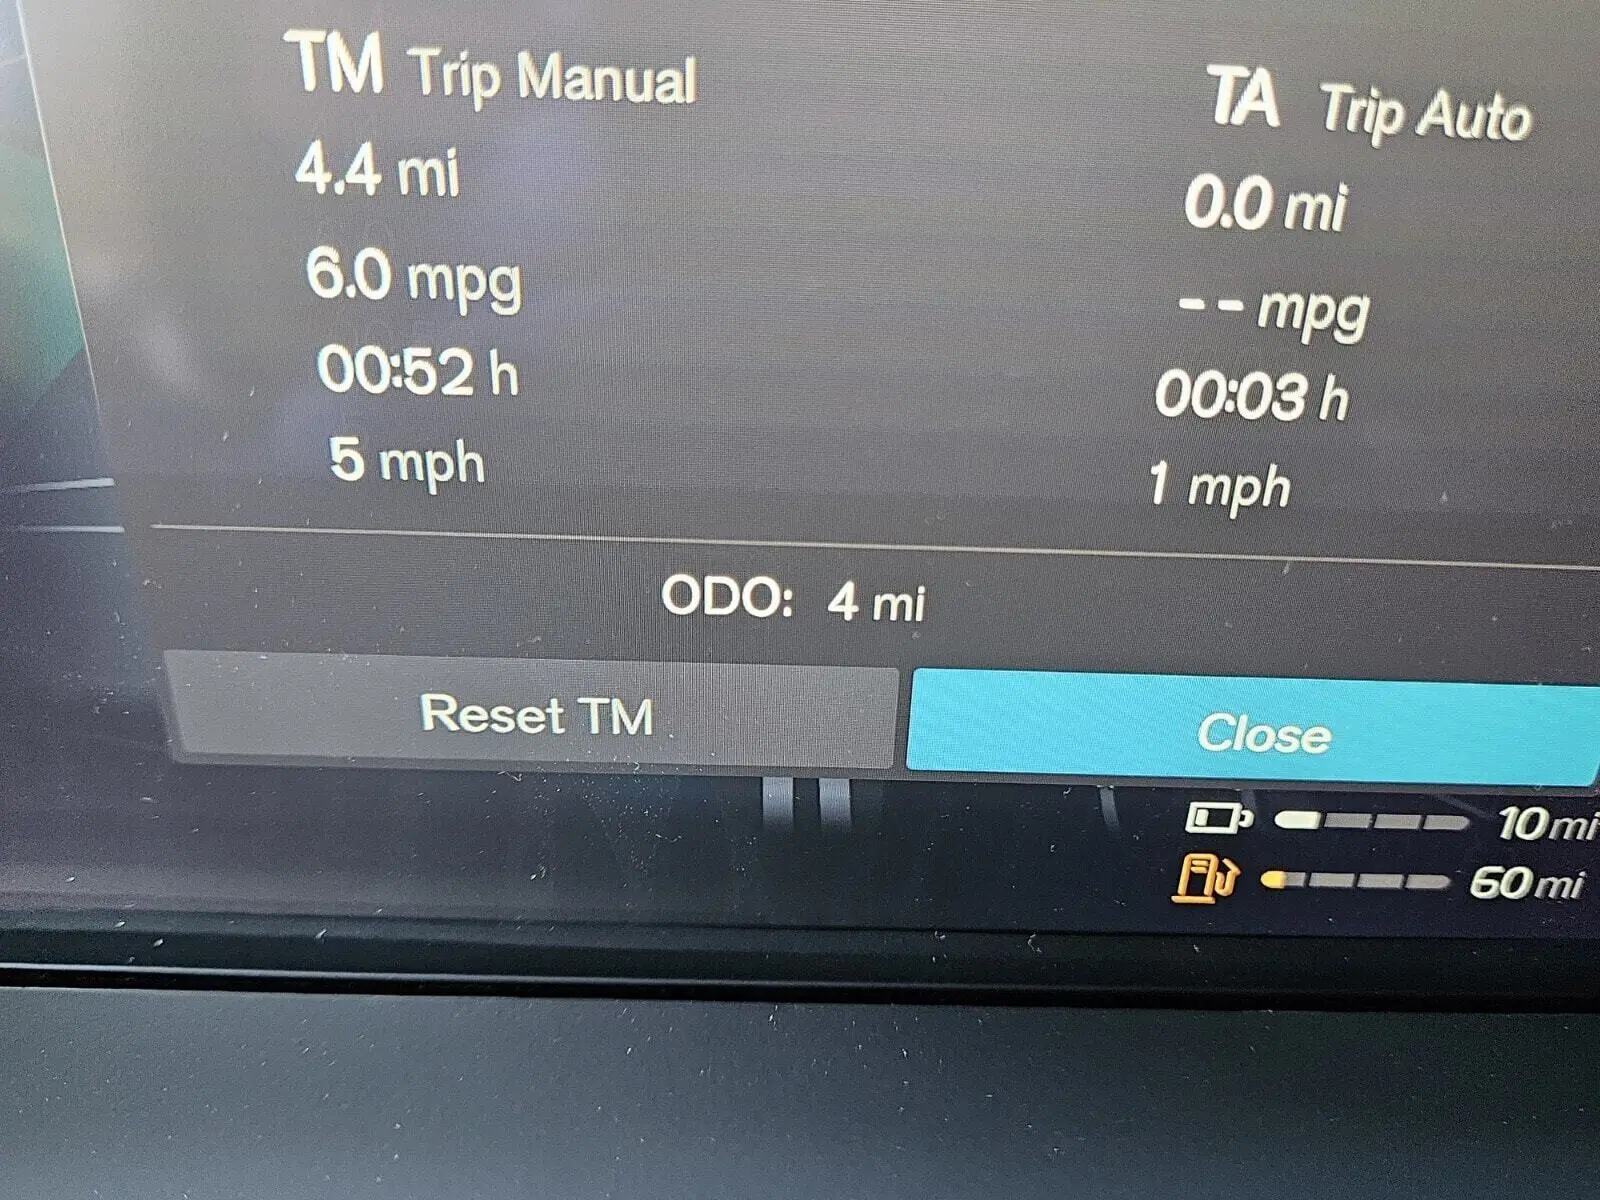 TM Trip Manual
4.4 mi
6.0 mpg
00:52 h
5 mph
TA Trip Auto
0.0 mi
-- mpg
00:03 h
1 mph
ODO: 4 mi
Reset TM
Close
10 mi
60 mi